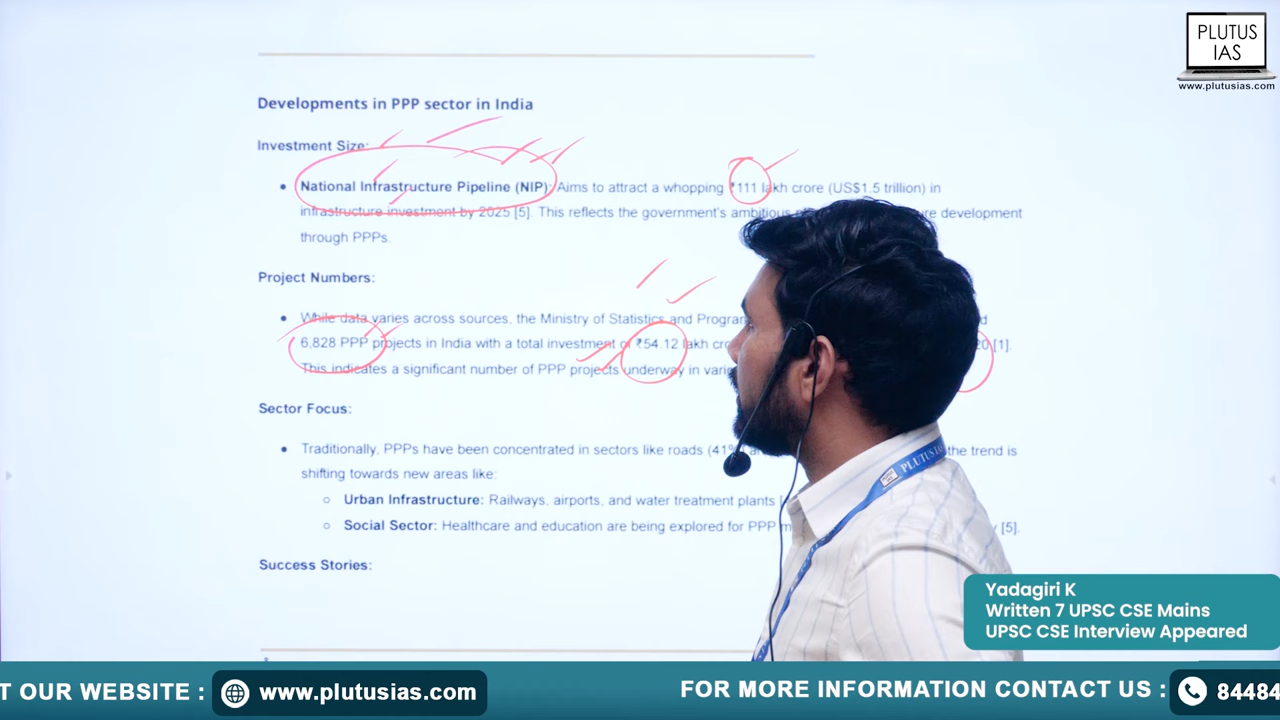 PLUTUS
IAS
www.plutusias.com
Developments in PPP sector in India
Investment Size:
National Infrastructure Pipeline (NIP): Aims to attract a whopping ₹111 lakh crore (US$1.5 trillion) in
infrastructure investment by 2025 [5]. This reflects the government's ambitious development
through PPPs.
Project Numbers:
While data varies across sources, the Ministry of Statistics and
6,828 PPP projects in India with a total investment of ₹54.12 lakh [1].
This indicates a significant number of PPP projects underway in
Sector Focus:
Traditionally, PPPs have been concentrated in sectors like roads (41%) the trend is
shifting towards new areas like:
Urban Infrastructure: Railways, airports, and water treatment plants
Social Sector: Healthcare and education are being explored for PPP [5].
Success Stories:
PLUTUS
Yadagiri K
Written 7 UPSC CSE Mains
UPSC CSE Interview Appeared
OUR WEBSITE : www.plutusias.com FOR MORE INFORMATION CONTACT US : 84484